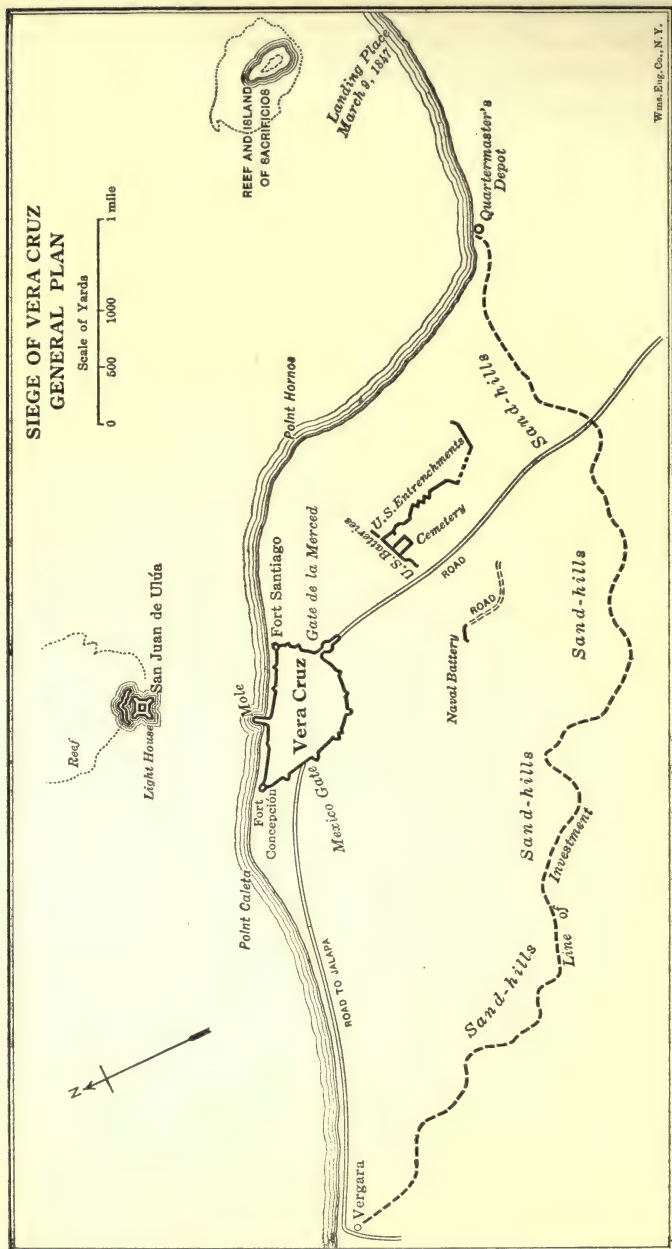 SIEGE OF VERA CRUZ
GENERAL PLAN
Scale of Yards
0 500 1000 1 mile
N
Reef
Light House
San Juan de Ulúa
REEF AND ISLAND
OF SACRIFICIOS
Landing Place
March 9, 1847
Point Hornos
Mole
Fort Santiago
Gate de la Merced
Vera Cruz
Fort
Concepción
Mexico Gate
Point Caleta
ROAD TO JALAPA
Vergara
U.S. Batteries
U.S. Entrenchments
Cemetery
ROAD
Naval Battery
ROAD
Quartermaster's
Depot
Sand-hills
Sand-hills
Sand-hills
Sand-hills
Line of Investment
Wms. Eng. Co., N.Y.